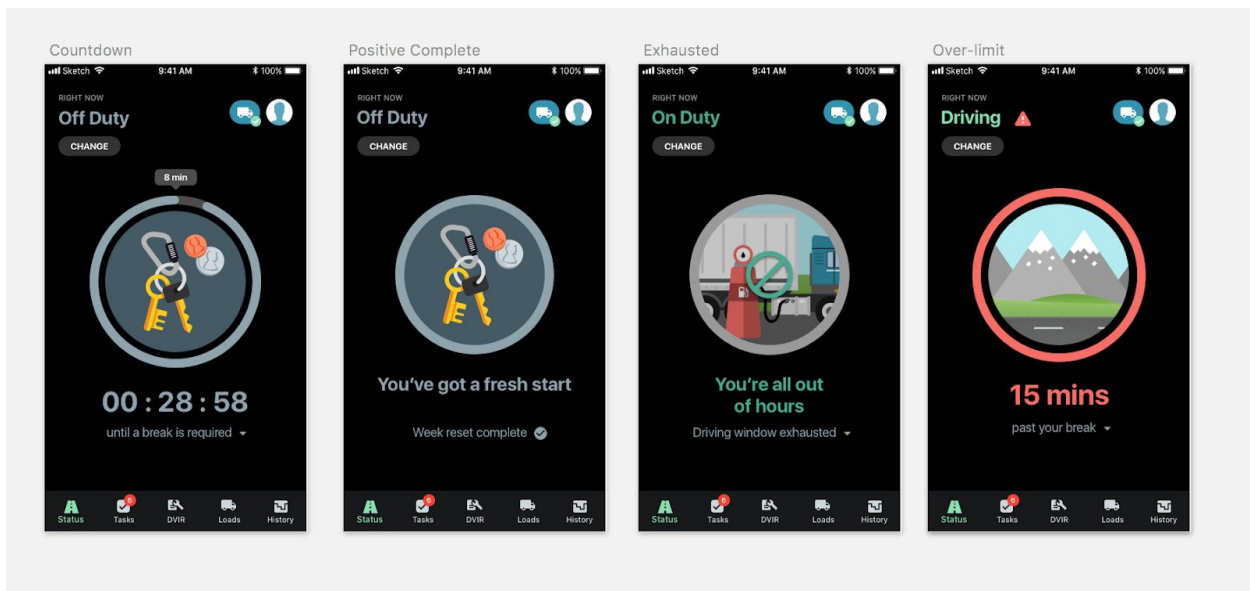 Countdown
Sketch 9:41 AM 100%
RIGHT NOW
Off Duty
CHANGE
8 min
00 : 28 : 58
until a break is required
6
Status Tasks DVIR Loads History
Positive Complete
Sketch 9:41 AM 100%
RIGHT NOW
Off Duty
CHANGE
You've got a fresh start
Week reset complete
6
Status Tasks DVIR Loads History
Exhausted
Sketch 9:41 AM 100%
RIGHT NOW
On Duty
CHANGE
You're all out
of hours
Driving window exhausted
6
Status Tasks DVIR Loads History
Over-limit
Sketch 9:41 AM 100%
RIGHT NOW
Driving
CHANGE
15 mins
past your break
6
Status Tasks DVIR Loads History